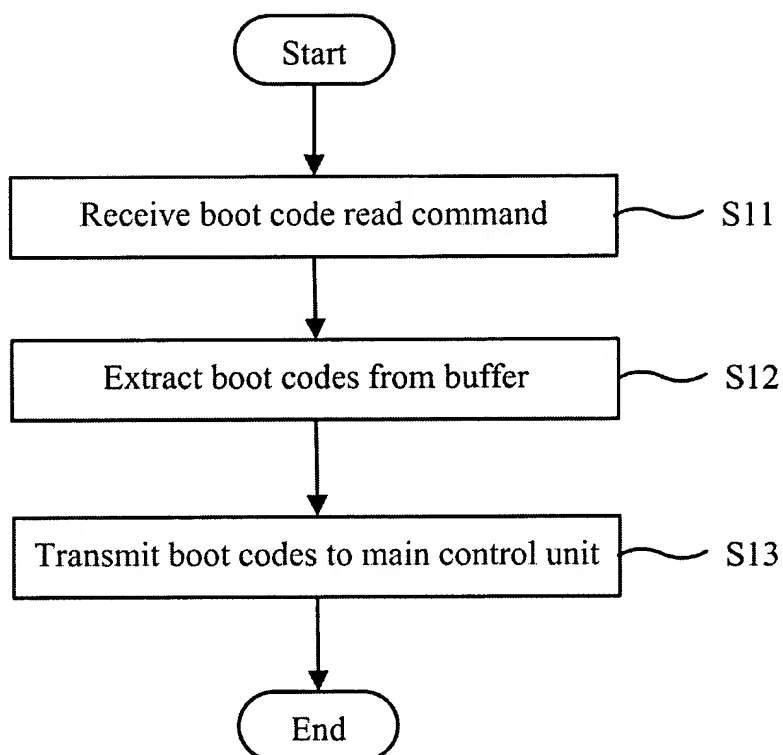 Start
Receive boot code read command
S11
Extract boot codes from buffer
S12
Transmit boot codes to main control unit
S13
End